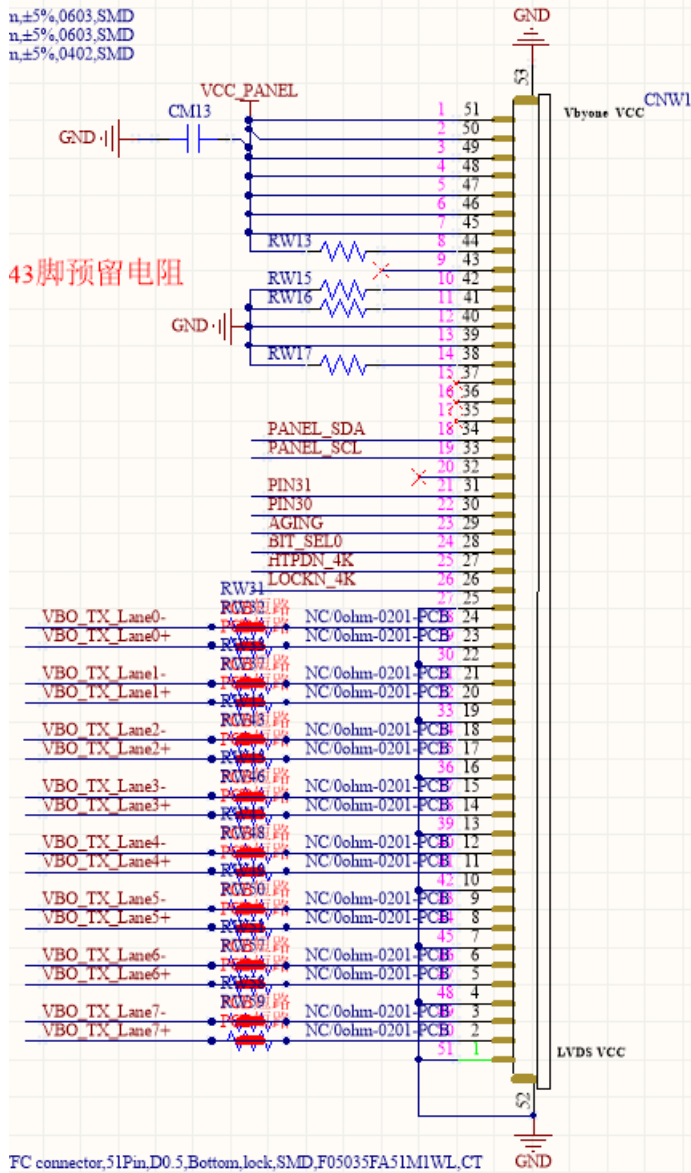 n,±5%,0603,SMD
n,±5%,0603,SMD
n,±5%,0402,SMD
GND
53
CNW1
Vbyone VCC
VCC_PANEL
CM13
GND
1 51
2 50
3 49
4 48
5 47
6 46
7 45
RW13 8 44
9 43
43脚预留电阻
RW15 10 42
RW16 11 41
GND 12 40
13 39
RW17 14 38
15 37
16 36
17 35
PANEL_SDA 18 34
PANEL_SCL 19 33
20 32
PIN31 21 31
PIN30 22 30
AGING 23 29
BIT_SEL0 24 28
HTPDN_4K 25 27
LOCKN_4K 26 26
RW31 27 25
VBO_TX_Lane0- NC/0ohm-0201-PCB 24
VBO_TX_Lane0+ NC/0ohm-0201-PCB 23
30 22
VBO_TX_Lane1- NC/0ohm-0201-PCB 21
VBO_TX_Lane1+ NC/0ohm-0201-PCB 20
33 19
VBO_TX_Lane2- NC/0ohm-0201-PCB 18
VBO_TX_Lane2+ NC/0ohm-0201-PCB 17
36 16
VBO_TX_Lane3- NC/0ohm-0201-PCB 15
VBO_TX_Lane3+ NC/0ohm-0201-PCB 14
39 13
VBO_TX_Lane4- NC/0ohm-0201-PCB 12
VBO_TX_Lane4+ NC/0ohm-0201-PCB 11
42 10
VBO_TX_Lane5- NC/0ohm-0201-PCB 9
VBO_TX_Lane5+ NC/0ohm-0201-PCB 8
45 7
VBO_TX_Lane6- NC/0ohm-0201-PCB 6
VBO_TX_Lane6+ NC/0ohm-0201-PCB 5
48 4
VBO_TX_Lane7- NC/0ohm-0201-PCB 3
VBO_TX_Lane7+ NC/0ohm-0201-PCB 2
51 1
LVDS VCC
52
GND
FC connector,51Pin,D0.5,Bottom,lock,SMD,F05035FA51M1WL,CT